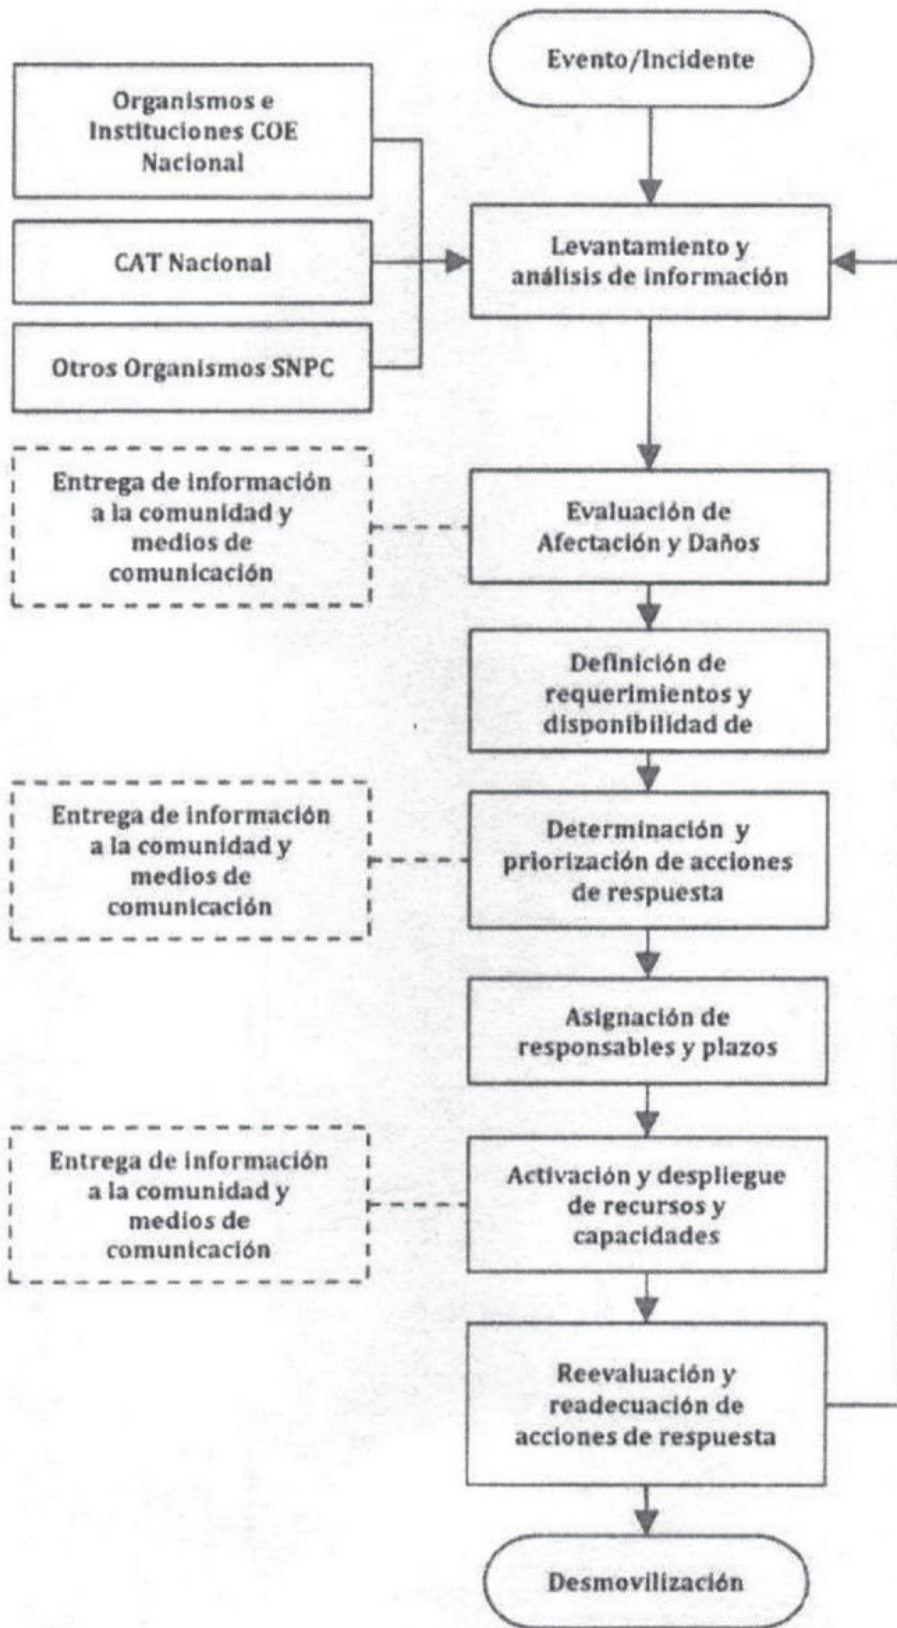 Evento/Incidente
Organismos e
Instituciones COE
Nacional
CAT Nacional
Otros Organismos SNPC
Levantamiento y
análisis de información
Entrega de información
a la comunidad y
medios de
comunicación
Evaluación de
Afectación y Daños
Definición de
requerimientos y
disponibilidad de
Entrega de información
a la comunidad y
medios de
comunicación
Determinación y
priorización de acciones
de respuesta
Asignación de
responsables y plazos
Entrega de información
a la comunidad y
medios de
comunicación
Activación y despliegue
de recursos y
capacidades
Reevaluación y
readecuación de
acciones de respuesta
Desmovilización